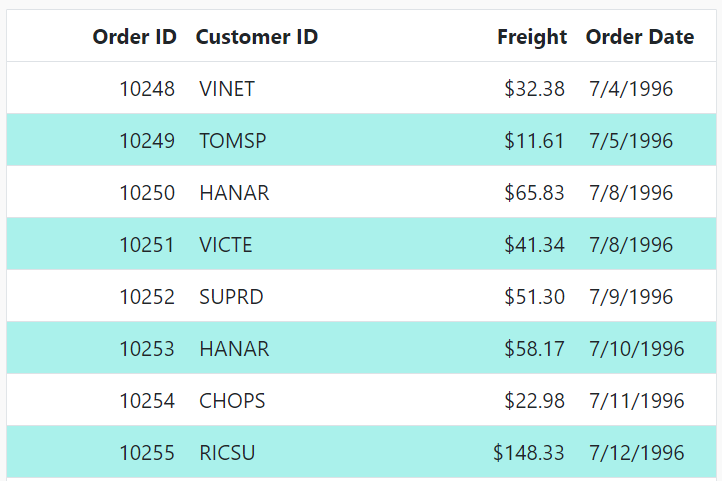 Order ID Customer ID Freight Order Date
10248 VINET $32.38 7/4/1996
10249 TOMSP $11.61 7/5/1996
10250 HANAR $65.83 7/8/1996
10251 VICTE $41.34 7/8/1996
10252 SUPRD $51.30 7/9/1996
10253 HANAR $58.17 7/10/1996
10254 CHOPS $22.98 7/11/1996
10255 RICSU $148.33 7/12/1996